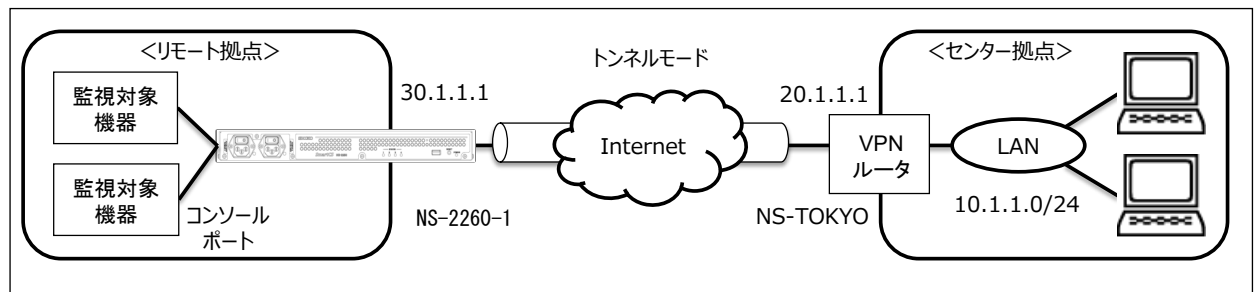 <リモート拠点>
監視対象
機器
監視対象
機器
コンソール
ポート
30.1.1.1
NS-2260-1
トンネルモード
Internet
<センター拠点>
20.1.1.1
VPN
ルータ
NS-TOKYO
LAN
10.1.1.0/24